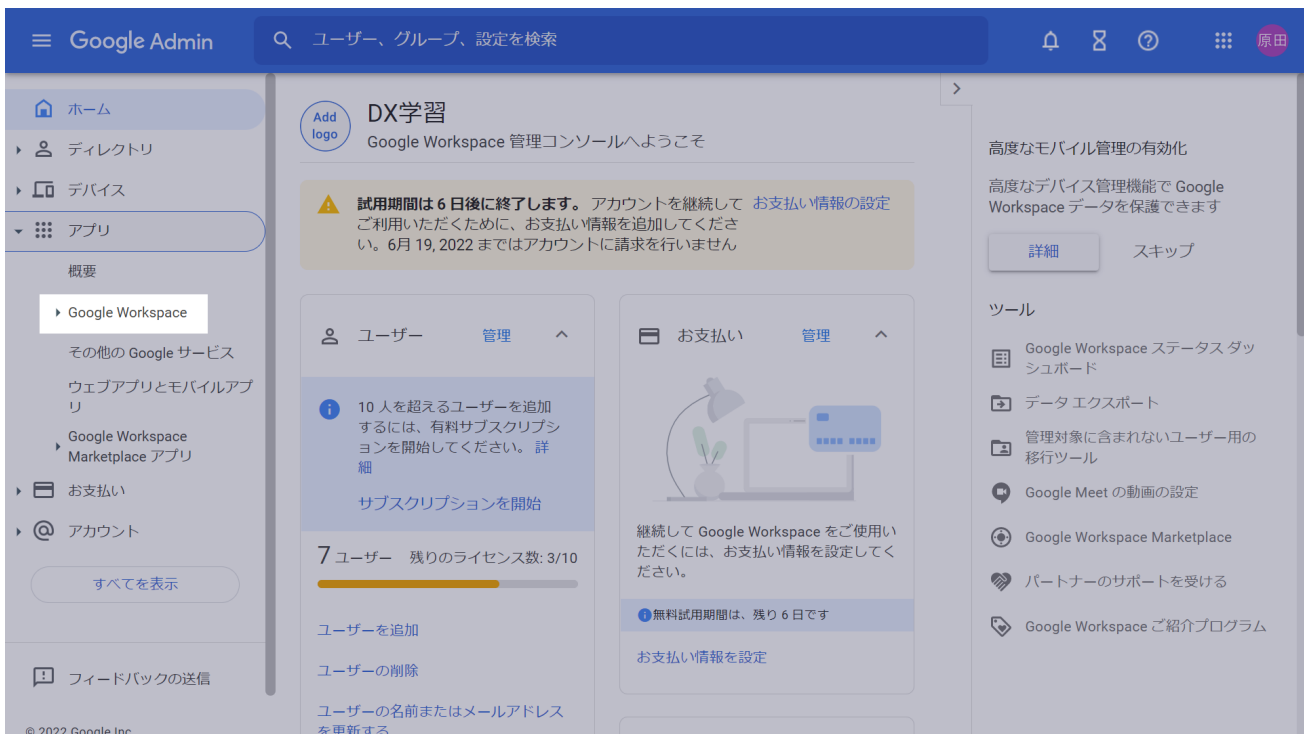 Google Admin
ユーザー、グループ、設定を検索
原田
ホーム
ディレクトリ
デバイス
アプリ
概要
Google Workspace
その他の Google サービス
ウェブアプリとモバイルアプ
リ
Google Workspace
Marketplace アプリ
お支払い
アカウント
すべてを表示
フィードバックの送信
© 2022 Google Inc.
Add
logo
DX学習
Google Workspace 管理コンソールへようこそ
試用期間は 6 日後に終了します。 アカウントを継続して お支払い情報の設定
ご利用いただくために、お支払い情報を追加してくださ
い。6月 19, 2022 まではアカウントに請求を行いません
ユーザー 管理
10 人を超えるユーザーを追加
するには、有料サブスクリプシ
ョンを開始してください。 詳
細
サブスクリプションを開始
7 ユーザー 残りのライセンス数: 3/10
ユーザーを追加
ユーザーの削除
ユーザーの名前またはメールアドレス
を更新する
お支払い 管理
継続して Google Workspace をご使用い
ただくには、お支払い情報を設定してく
ださい。
無料試用期間は、残り 6 日です
お支払い情報を設定
高度なモバイル管理の有効化
高度なデバイス管理機能で Google
Workspace データを保護できます
詳細 スキップ
ツール
Google Workspace ステータス ダッ
シュボード
データ エクスポート
管理対象に含まれないユーザー用の
移行ツール
Google Meet の動画の設定
Google Workspace Marketplace
パートナーのサポートを受ける
Google Workspace ご紹介プログラム